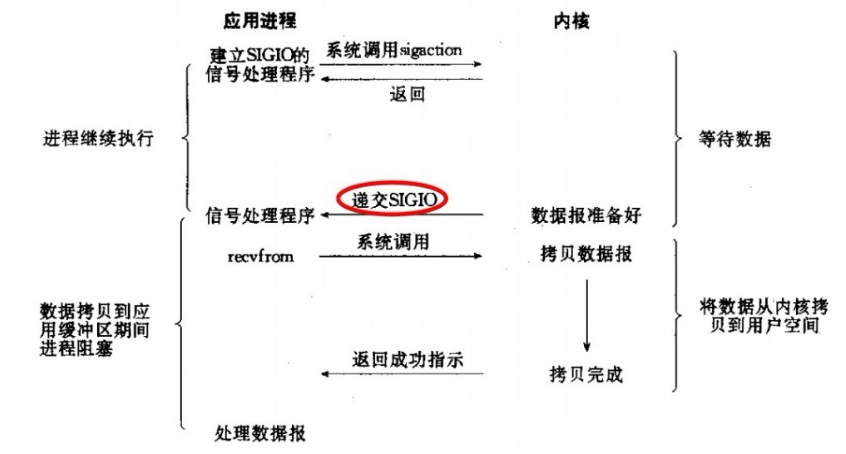 应用进程
内核
建立SIGIO的
信号处理程序
系统调用sigaction
返回
进程继续执行
等待数据
递交SIGIO
信号处理程序
数据报准备好
recvfrom
系统调用
拷贝数据报
数据拷贝到应
用缓冲区期间
进程阻塞
将数据从内核拷
贝到用户空间
返回成功指示
拷贝完成
处理数据报